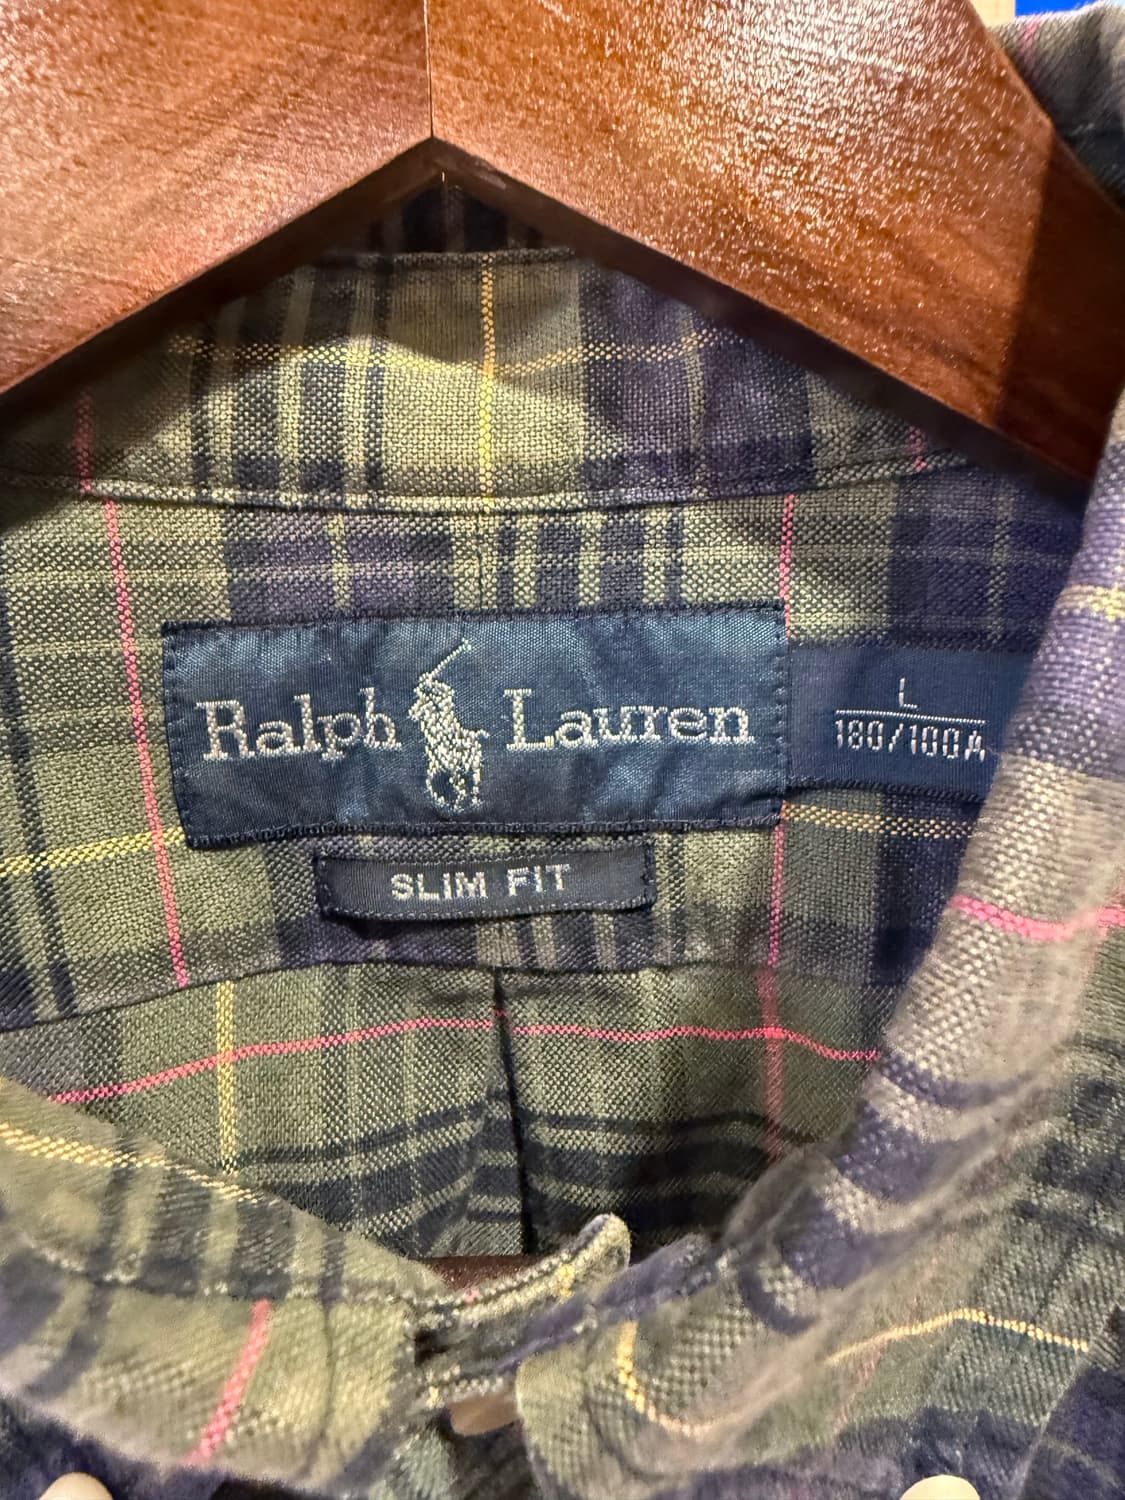 Ralph Lauren
L
180/100A
SLIM FIT